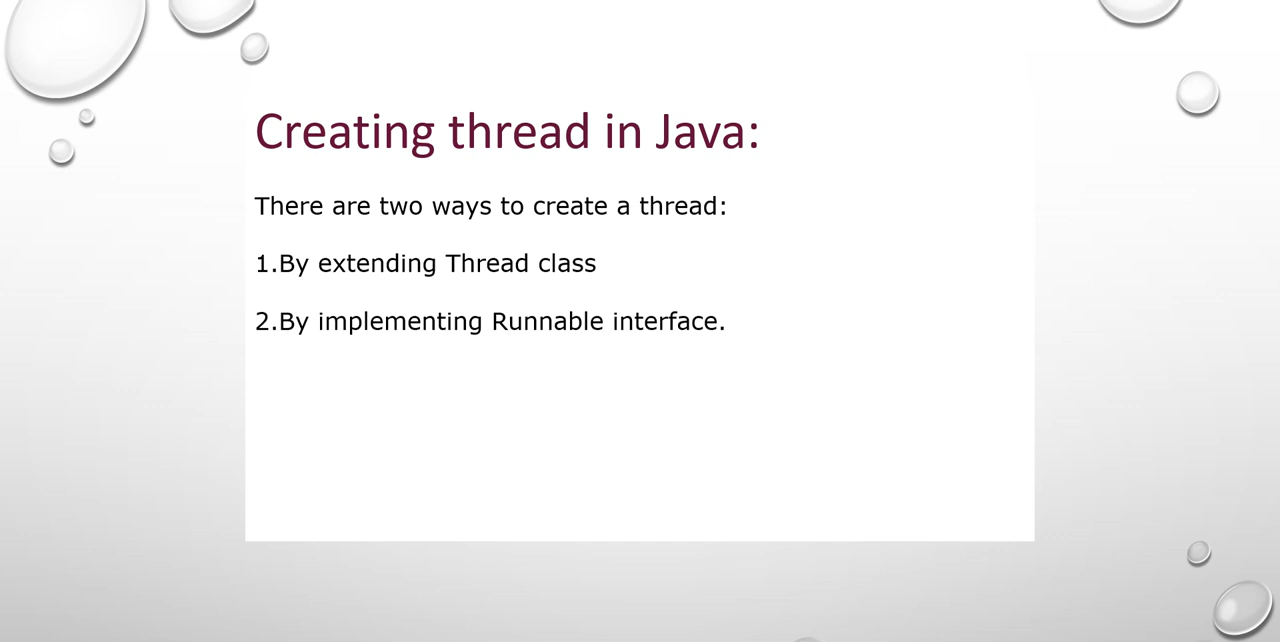 Creating thread in Java:
There are two ways to create a thread:
1.By extending Thread class
2.By implementing Runnable interface.